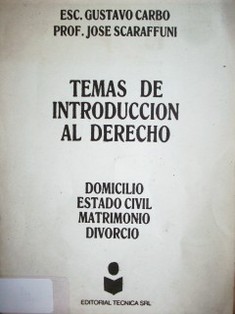 ESC. GUSTAVO CARBO
PROF. JOSE SCARAFFUNI
TEMAS DE
INTRODUCCION
AL DERECHO
DOMICILIO
ESTADO CIVIL
MATRIMONIO
DIVORCIO
EDITORIAL TECNICA SRL